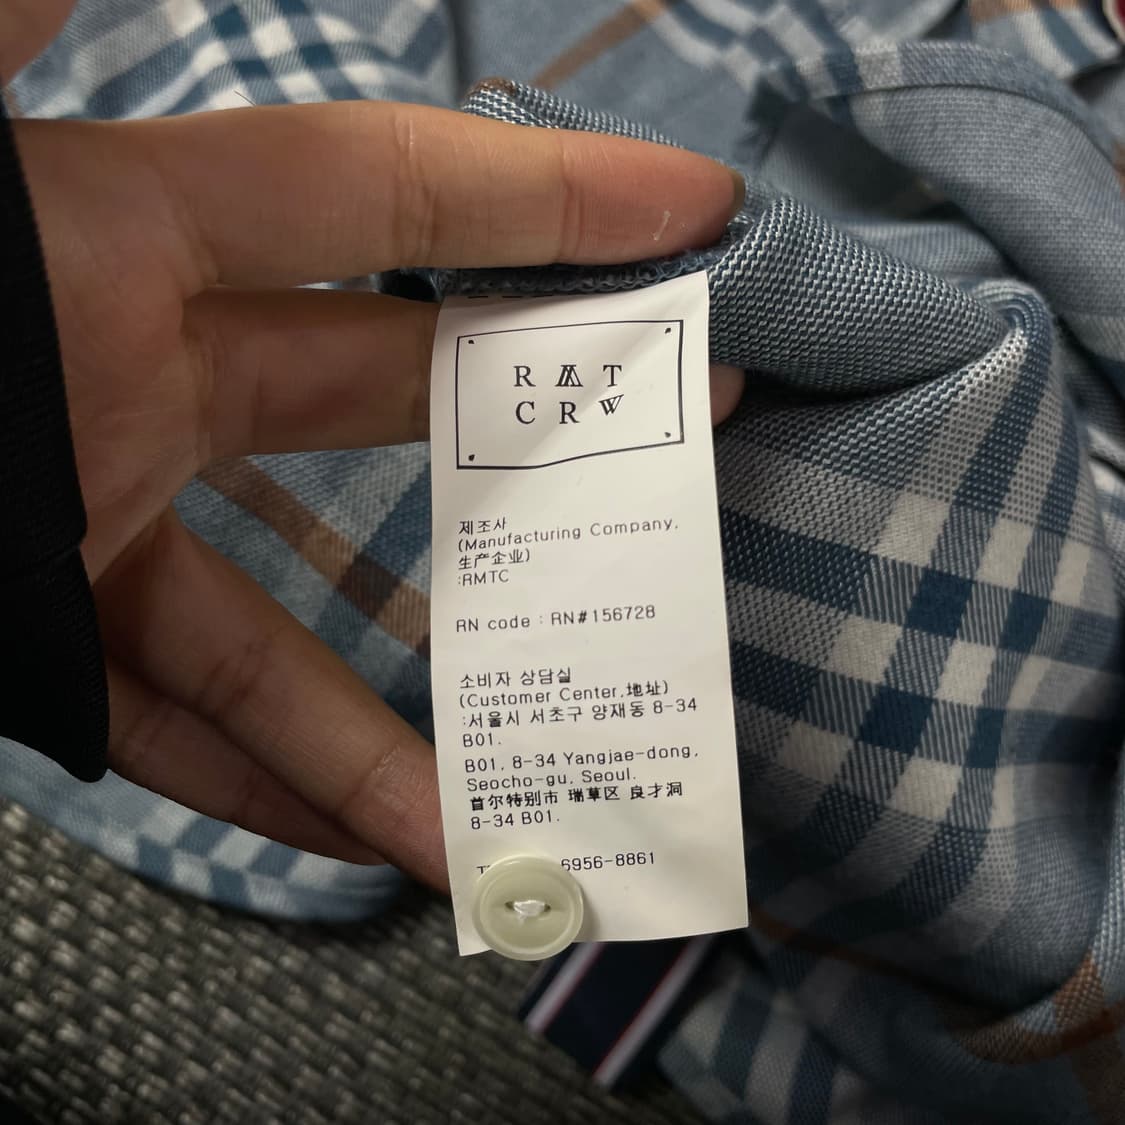 R M T
C R W
제조사
(Manufacturing Company,
生产企业)
:RMTC
RN code : RN#156728
소비자 상담실
(Customer Center,地址)
:서울시 서초구 양재동 8-34
B01.
B01, 8-34 Yangjae-dong,
Seocho-gu, Seoul.
首尔特别市 瑞草区 良才洞
8-34 B01.
6956-8861